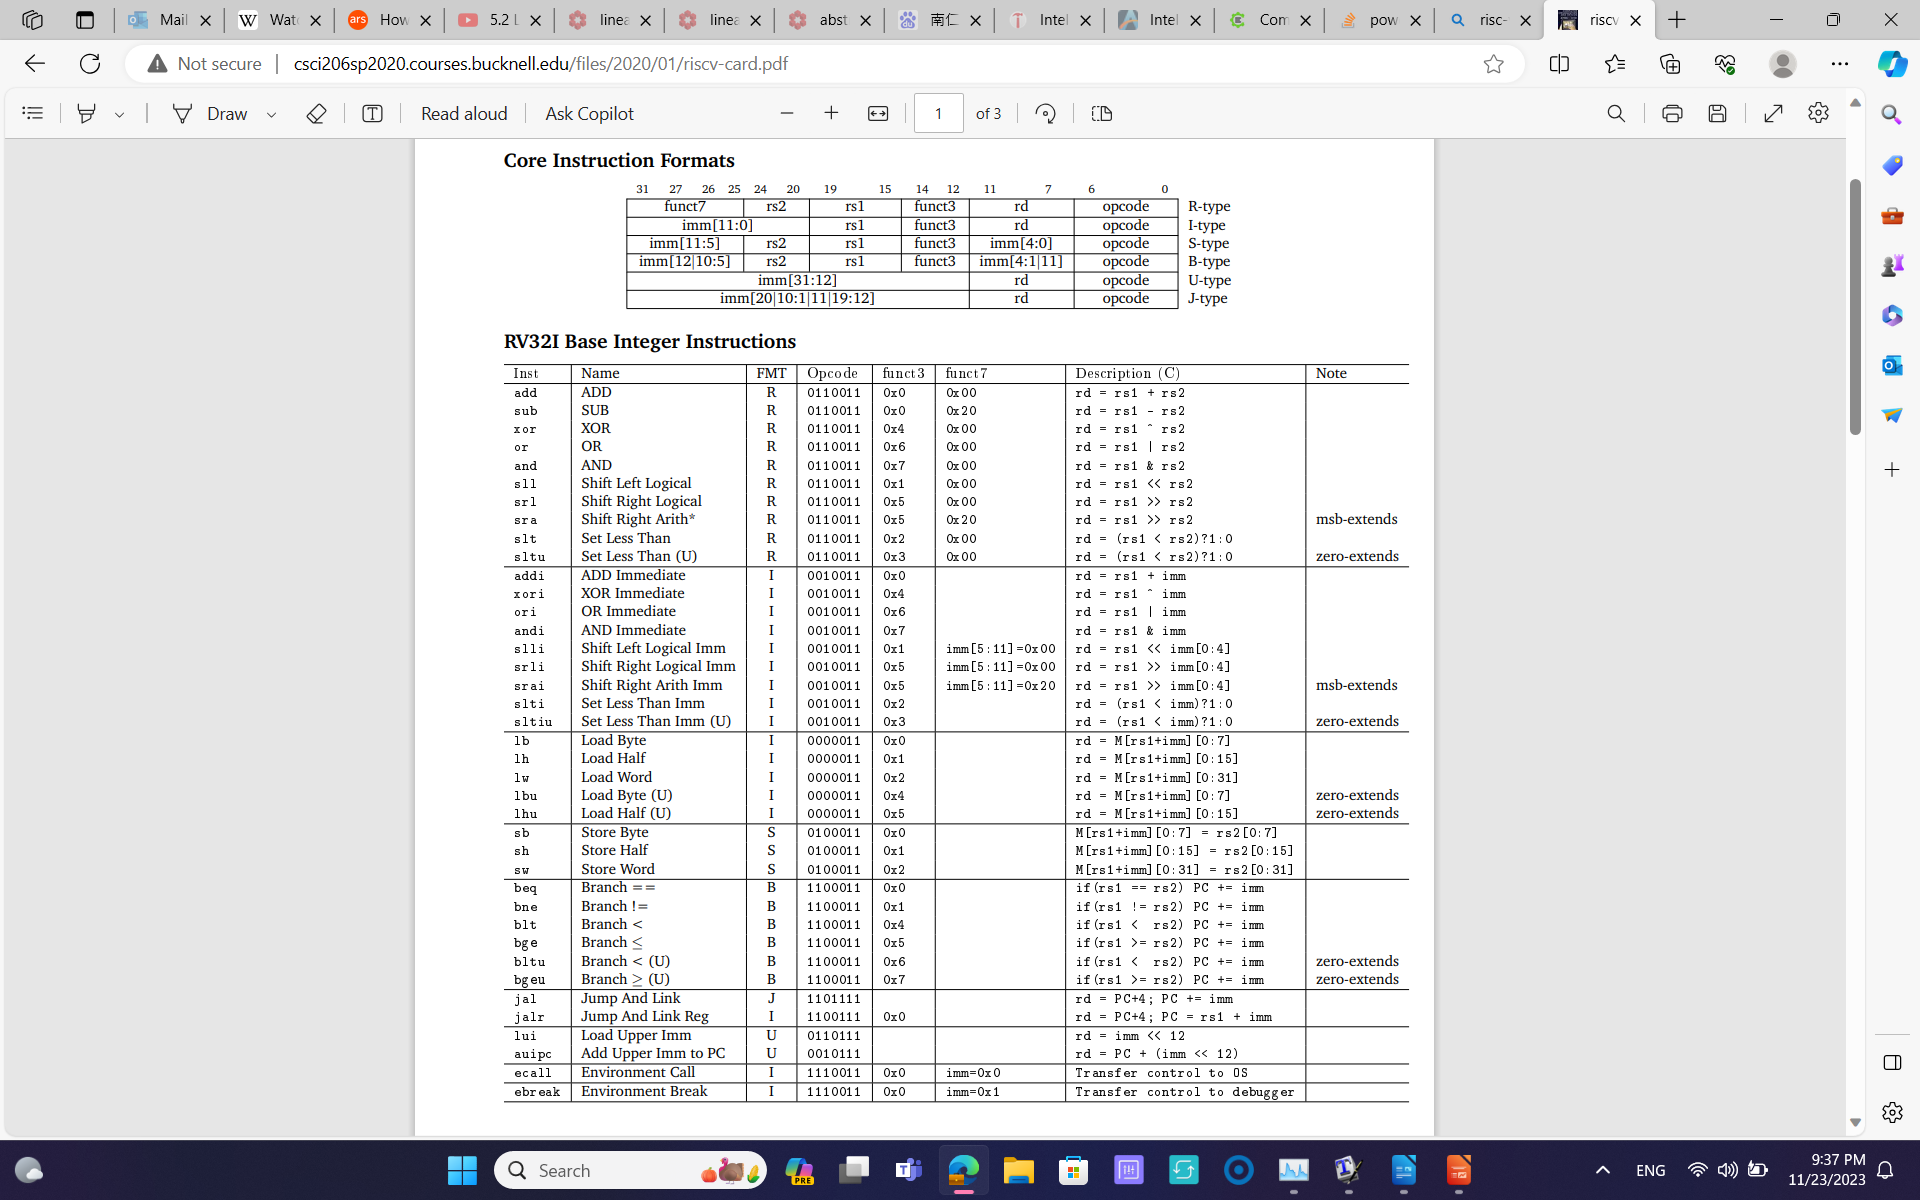 Mail
Wat
How
5.2 L
linea
linea
abst
南仁
Intel
Intel
Com
pow
risc-
riscv
Not secure
csci206sp2020.courses.bucknell.edu/files/2020/01/riscv-card.pdf
Draw
Read aloud
Ask Copilot
1 of 3
Core Instruction Formats
31 27 26 25 24 20 19 15 14 12 11 7 6 0
funct7 rs2 rs1 funct3 rd opcode R-type
imm[11:0] rs1 funct3 rd opcode I-type
imm[11:5] rs2 rs1 funct3 imm[4:0] opcode S-type
imm[12|10:5] rs2 rs1 funct3 imm[4:1|11] opcode B-type
imm[31:12] rd opcode U-type
imm[20|10:1|11|19:12] rd opcode J-type
RV32I Base Integer Instructions
Inst Name FMT Opcode funct3 funct7 Description (C) Note
add ADD R 0110011 0x0 0x00 rd = rs1 + rs2
sub SUB R 0110011 0x0 0x20 rd = rs1 - rs2
xor XOR R 0110011 0x4 0x00 rd = rs1 ^ rs2
or OR R 0110011 0x6 0x00 rd = rs1 | rs2
and AND R 0110011 0x7 0x00 rd = rs1 & rs2
sll Shift Left Logical R 0110011 0x1 0x00 rd = rs1 << rs2
srl Shift Right Logical R 0110011 0x5 0x00 rd = rs1 >> rs2
sra Shift Right Arith* R 0110011 0x5 0x20 rd = rs1 >> rs2 msb-extends
slt Set Less Than R 0110011 0x2 0x00 rd = (rs1 < rs2)?1:0
sltu Set Less Than (U) R 0110011 0x3 0x00 rd = (rs1 < rs2)?1:0 zero-extends
addi ADD Immediate I 0010011 0x0 rd = rs1 + imm
xori XOR Immediate I 0010011 0x4 rd = rs1 ^ imm
ori OR Immediate I 0010011 0x6 rd = rs1 | imm
andi AND Immediate I 0010011 0x7 rd = rs1 & imm
slli Shift Left Logical Imm I 0010011 0x1 imm[5:11]=0x00 rd = rs1 << imm[0:4]
srli Shift Right Logical Imm I 0010011 0x5 imm[5:11]=0x00 rd = rs1 >> imm[0:4]
srai Shift Right Arith Imm I 0010011 0x5 imm[5:11]=0x20 rd = rs1 >> imm[0:4] msb-extends
slti Set Less Than Imm I 0010011 0x2 rd = (rs1 < imm)?1:0
sltiu Set Less Than Imm (U) I 0010011 0x3 rd = (rs1 < imm)?1:0 zero-extends
lb Load Byte I 0000011 0x0 rd = M[rs1+imm][0:7]
lh Load Half I 0000011 0x1 rd = M[rs1+imm][0:15]
lw Load Word I 0000011 0x2 rd = M[rs1+imm][0:31]
lbu Load Byte (U) I 0000011 0x4 rd = M[rs1+imm][0:7] zero-extends
lhu Load Half (U) I 0000011 0x5 rd = M[rs1+imm][0:15] zero-extends
sb Store Byte S 0100011 0x0 M[rs1+imm][0:7] = rs2[0:7]
sh Store Half S 0100011 0x1 M[rs1+imm][0:15] = rs2[0:15]
sw Store Word S 0100011 0x2 M[rs1+imm][0:31] = rs2[0:31]
beq Branch == B 1100011 0x0 if(rs1 == rs2) PC += imm
bne Branch != B 1100011 0x1 if(rs1 != rs2) PC += imm
blt Branch < B 1100011 0x4 if(rs1 < rs2) PC += imm
bge Branch ≤ B 1100011 0x5 if(rs1 >= rs2) PC += imm
bltu Branch < (U) B 1100011 0x6 if(rs1 < rs2) PC += imm zero-extends
bgeu Branch ≥ (U) B 1100011 0x7 if(rs1 >= rs2) PC += imm zero-extends
jal Jump And Link J 1101111 rd = PC+4; PC += imm
jalr Jump And Link Reg I 1100111 0x0 rd = PC+4; PC = rs1 + imm
lui Load Upper Imm U 0110111 rd = imm << 12
auipc Add Upper Imm to PC U 0010111 rd = PC + (imm << 12)
ecall Environment Call I 1110011 0x0 imm=0x0 Transfer control to OS
ebreak Environment Break I 1110011 0x0 imm=0x1 Transfer control to debugger
Search
PRE
ENG
9:37 PM
11/23/2023